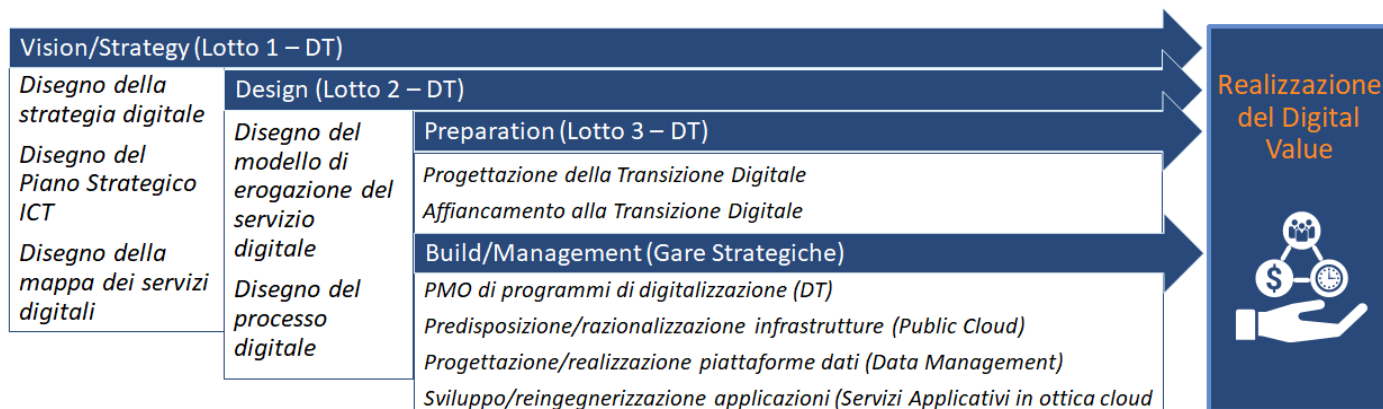 Vision/Strategy (Lotto 1 – DT)
Disegno della
strategia digitale
Disegno del
Piano Strategico
ICT
Disegno della
mappa dei servizi
digitali
Design (Lotto 2 – DT)
Disegno del
modello di
erogazione del
servizio
digitale
Disegno del
processo
digitale
Preparation (Lotto 3 – DT)
Progettazione della Transizione Digitale
Affiancamento alla Transizione Digitale
Build/Management (Gare Strategiche)
PMO di programmi di digitalizzazione (DT)
Predisposizione/razionalizzazione infrastrutture (Public Cloud)
Progettazione/realizzazione piattaforme dati (Data Management)
Sviluppo/reingegnerizzazione applicazioni (Servizi Applicativi in ottica cloud
Realizzazione
del Digital
Value
$